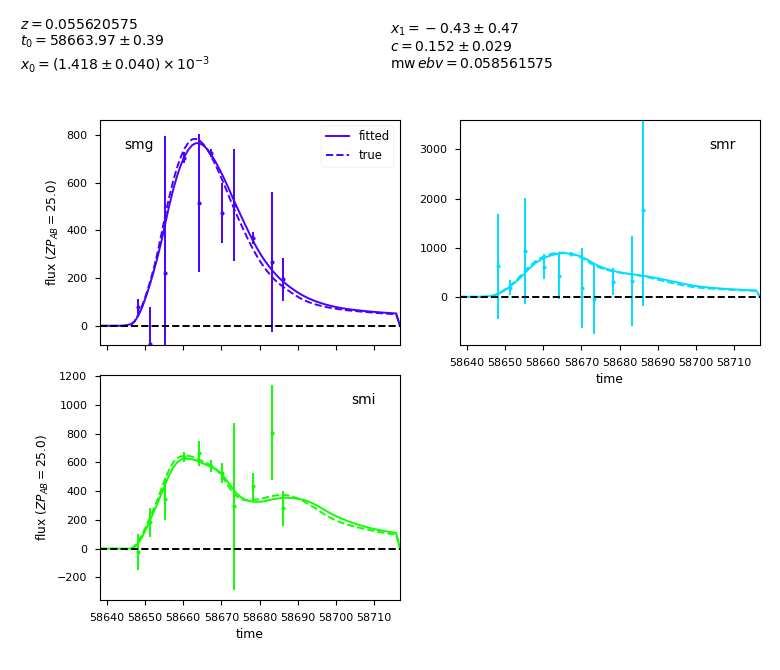 z = 0.055620575
t₀ = 58663.97 ± 0.39
x₀ = (1.418 ± 0.040) × 10⁻³
x₁ = −0.43 ± 0.47
c = 0.152 ± 0.029
mw ebv = 0.058561575
smg
fitted
true
800
600
400
200
0
flux (ZP_AB = 25.0)
smr
3000
2000
1000
0
58640 58650 58660 58670 58680 58690 58700 58710
time
smi
1200
1000
800
600
400
200
0
−200
flux (ZP_AB = 25.0)
58640 58650 58660 58670 58680 58690 58700 58710
time